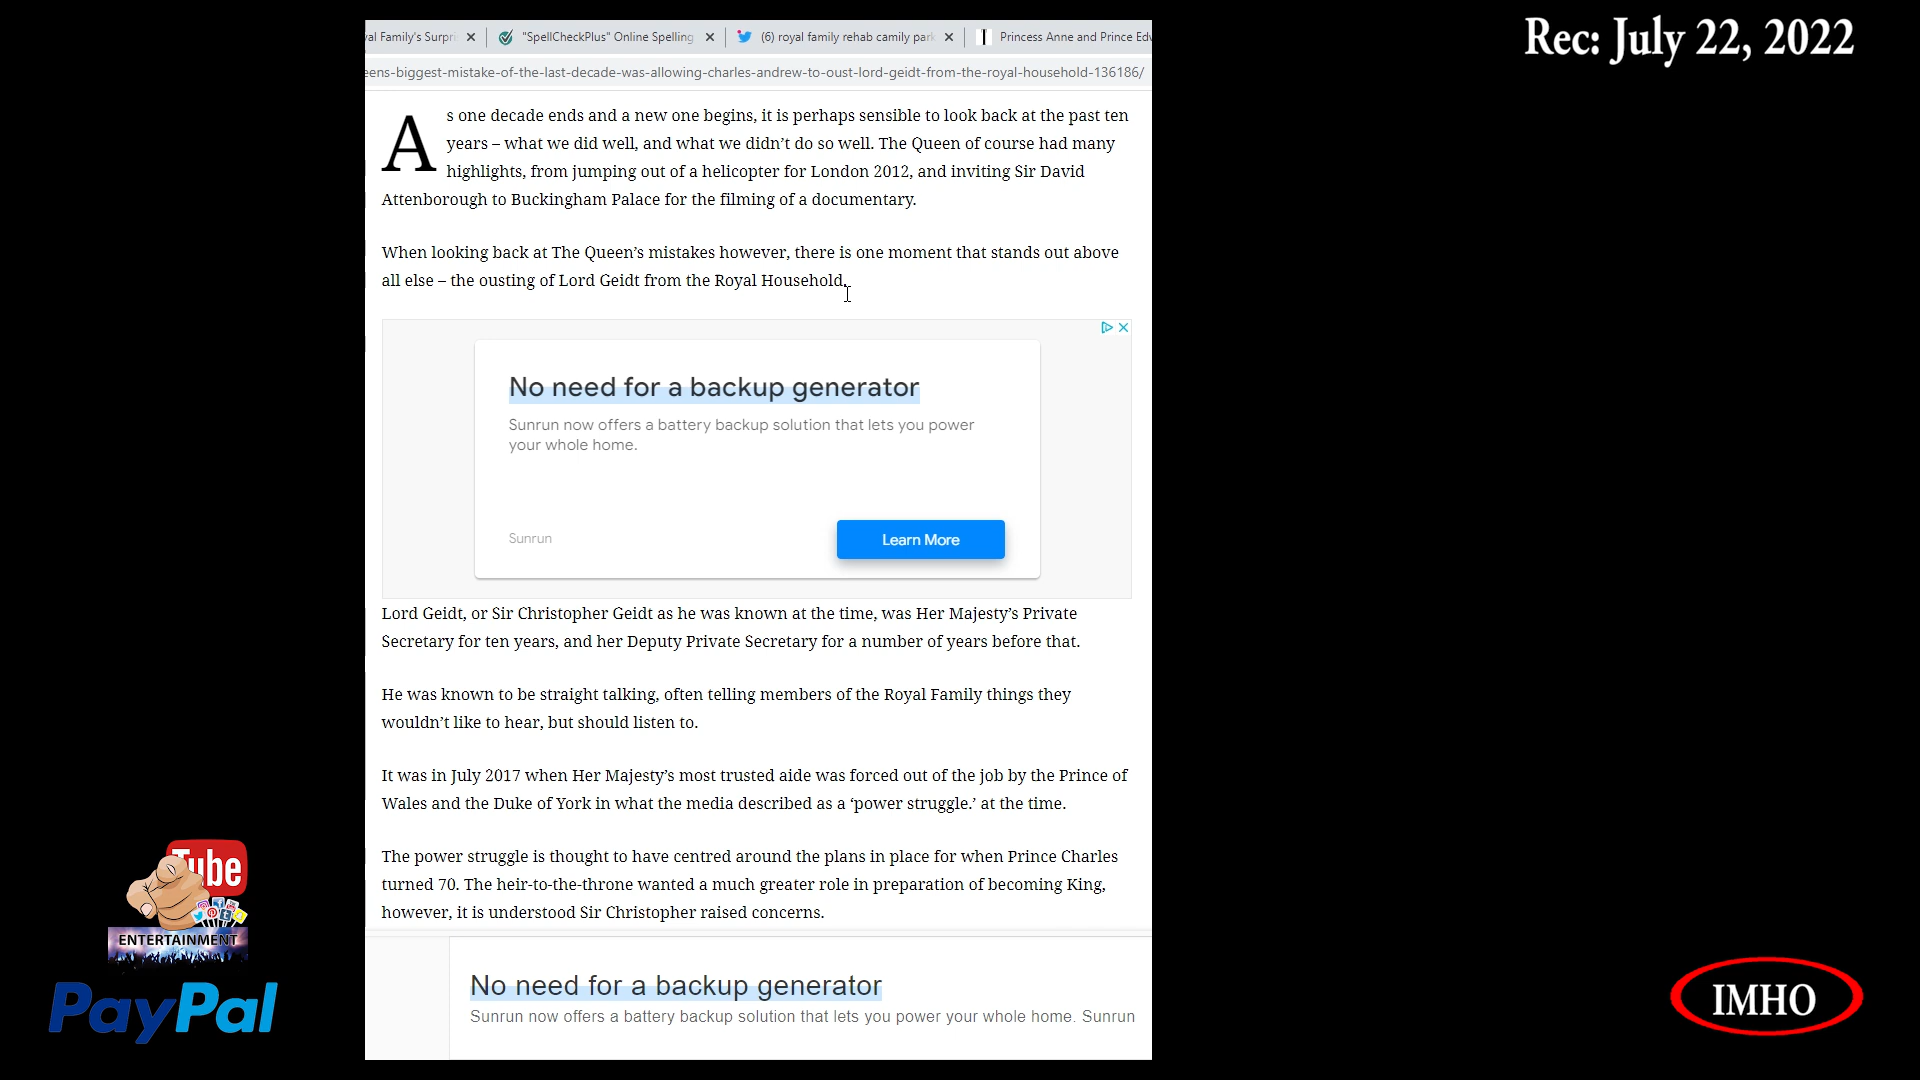 Rec: July 22, 2022
al Family's Surpri
"SpellCheckPlus" Online Spelling
(6) royal family rehab camily park
Princess Anne and Prince Edw
eens-biggest-mistake-of-the-last-decade-was-allowing-charles-andrew-to-oust-lord-geidt-from-the-royal-household-136186/
As one decade ends and a new one begins, it is perhaps sensible to look back at the past ten
years – what we did well, and what we didn't do so well. The Queen of course had many
highlights, from jumping out of a helicopter for London 2012, and inviting Sir David
Attenborough to Buckingham Palace for the filming of a documentary.
When looking back at The Queen's mistakes however, there is one moment that stands out above
all else – the ousting of Lord Geidt from the Royal Household.
No need for a backup generator
Sunrun now offers a battery backup solution that lets you power
your whole home.
Sunrun
Learn More
Lord Geidt, or Sir Christopher Geidt as he was known at the time, was Her Majesty's Private
Secretary for ten years, and her Deputy Private Secretary for a number of years before that.
He was known to be straight talking, often telling members of the Royal Family things they
wouldn't like to hear, but should listen to.
It was in July 2017 when Her Majesty's most trusted aide was forced out of the job by the Prince of
Wales and the Duke of York in what the media described as a 'power struggle.' at the time.
The power struggle is thought to have centred around the plans in place for when Prince Charles
turned 70. The heir-to-the-throne wanted a much greater role in preparation of becoming King,
however, it is understood Sir Christopher raised concerns.
No need for a backup generator
Sunrun now offers a battery backup solution that lets you power your whole home. Sunrun
Tube
ENTERTAINMENT
PayPal
IMHO